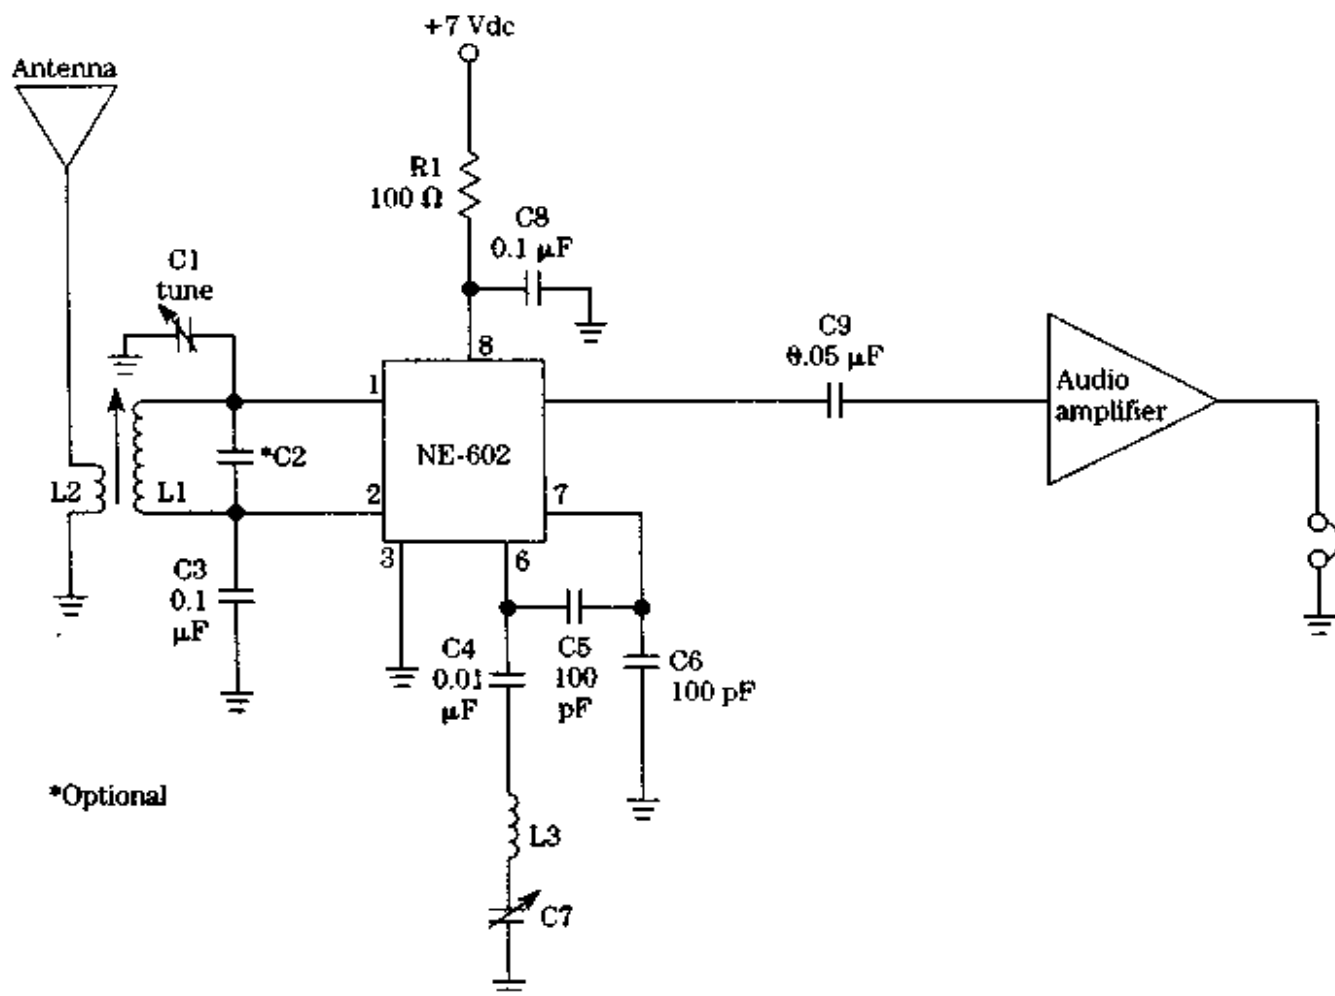 +7 Vdc
Antenna
R1
100 Ω
C8
0.1 μF
C1
tune
8
C9
0.05 μF
1
Audio
amplifier
*C2
NE-602
L2
L1
2
7
3
6
C3
0.1
μF
C4
0.01
μF
C5
100
pF
C6
100 pF
*Optional
L3
C7